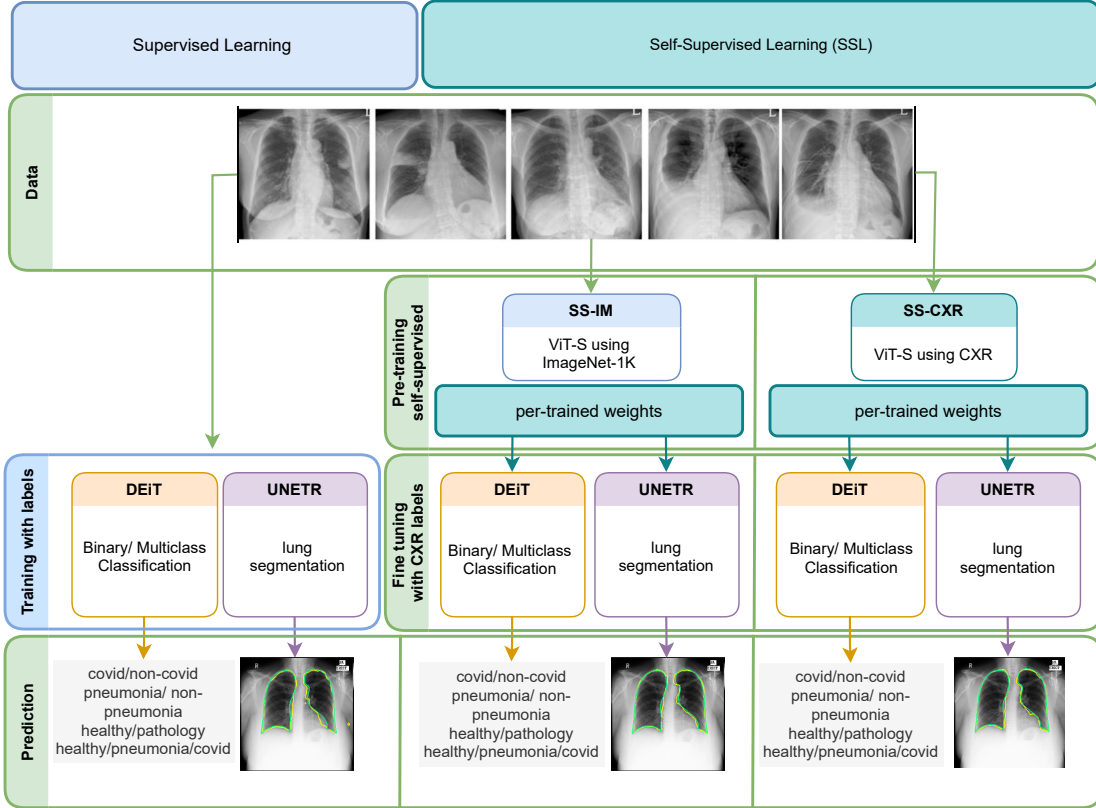 Supervised Learning
Self-Supervised Learning (SSL)
Data
L
L
L
Pre-training
self-supervised
SS-IM
ViT-S using
ImageNet-1K
per-trained weights
SS-CXR
ViT-S using CXR
per-trained weights
Training with labels
DEiT
Binary/ Multiclass
Classification
UNETR
lung
segmentation
Fine tuning
with CXR labels
DEiT
Binary/ Multiclass
Classification
UNETR
lung
segmentation
DEiT
Binary/ Multiclass
Classification
UNETR
lung
segmentation
Prediction
covid/non-covid
pneumonia/ non-
pneumonia
healthy/pathology
healthy/pneumonia/covid
R
covid/non-covid
pneumonia/ non-
pneumonia
healthy/pathology
healthy/pneumonia/covid
R
covid/non-covid
pneumonia/ non-
pneumonia
healthy/pathology
healthy/pneumonia/covid
R